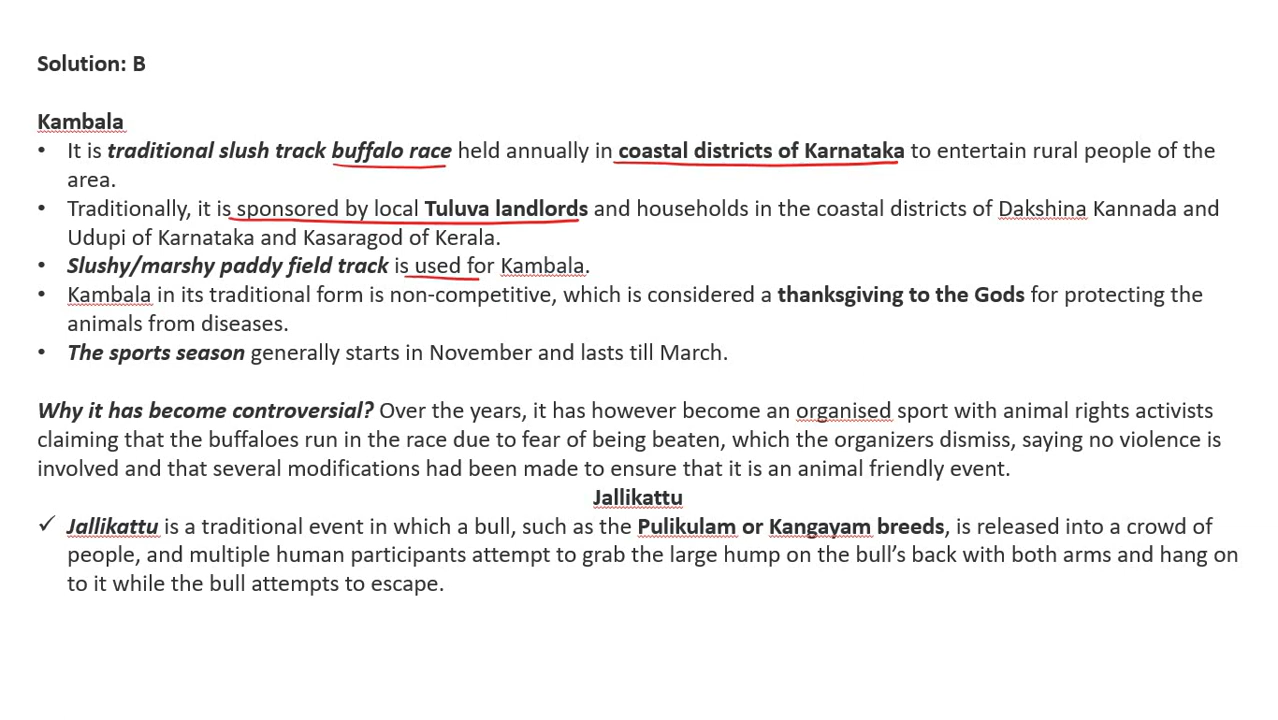 Solution: B
Kambala
• It is traditional slush track buffalo race held annually in coastal districts of Karnataka to entertain rural people of the
area.
• Traditionally, it is sponsored by local Tuluva landlords and households in the coastal districts of Dakshina Kannada and
Udupi of Karnataka and Kasaragod of Kerala.
• Slushy/marshy paddy field track is used for Kambala.
• Kambala in its traditional form is non-competitive, which is considered a thanksgiving to the Gods for protecting the
animals from diseases.
• The sports season generally starts in November and lasts till March.
Why it has become controversial? Over the years, it has however become an organised sport with animal rights activists
claiming that the buffaloes run in the race due to fear of being beaten, which the organizers dismiss, saying no violence is
involved and that several modifications had been made to ensure that it is an animal friendly event.
Jallikattu
✓ Jallikattu is a traditional event in which a bull, such as the Pulikulam or Kangayam breeds, is released into a crowd of
people, and multiple human participants attempt to grab the large hump on the bull’s back with both arms and hang on
to it while the bull attempts to escape.